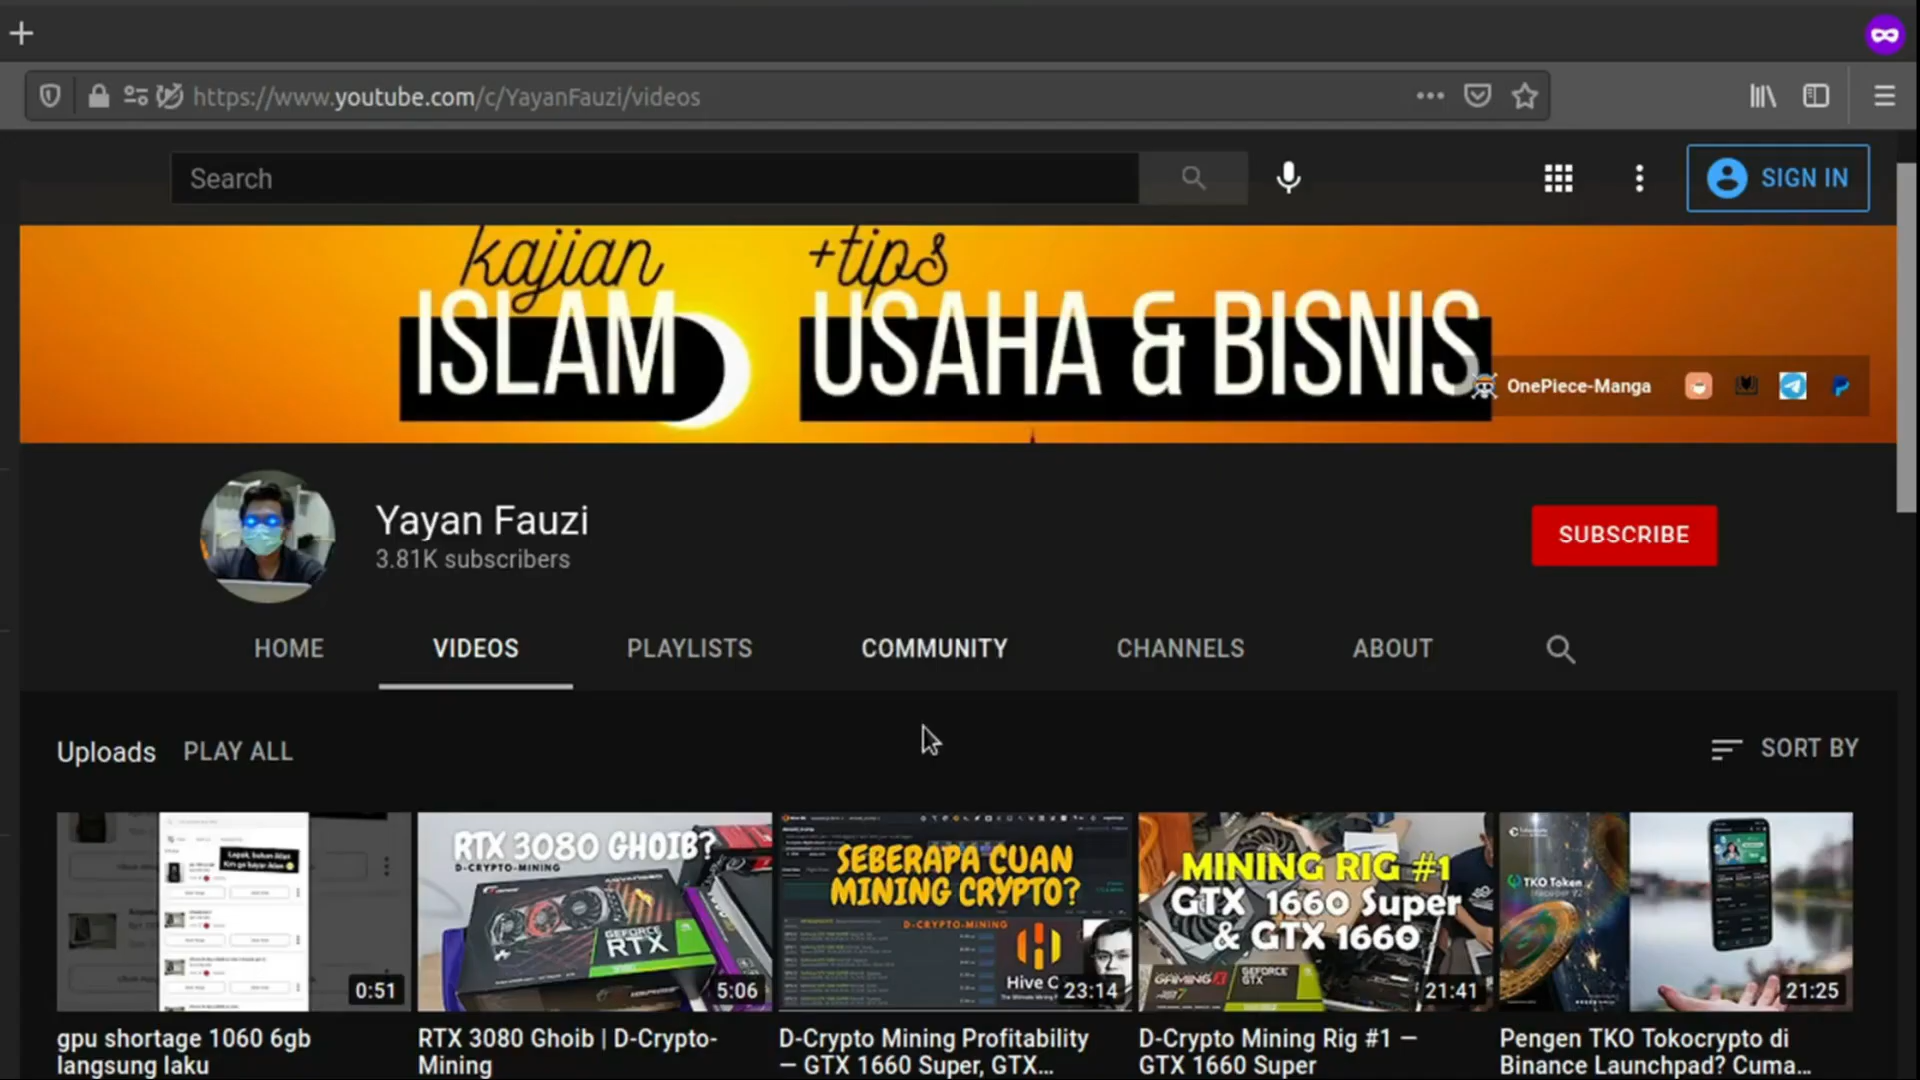 https://www.youtube.com/c/YayanFauzi/videos
Search
SIGN IN
kajian
ISLAM
+tips
USAHA & BISNIS
OnePiece-Manga
Yayan Fauzi
3.81K subscribers
SUBSCRIBE
HOME
VIDEOS
PLAYLISTS
COMMUNITY
CHANNELS
ABOUT
Uploads
PLAY ALL
SORT BY
0:51
RTX 3080 GHOIB?
D-CRYPTO-MINING
GEFORCE
RTX
5:06
SEBERAPA CUAN
MINING CRYPTO?
D-CRYPTO-MINING
Hive
23:14
MINING RIG #1
GTX 1660 Super
& GTX 1660
GAMING X
GEFORCE
GTX
21:41
Tokocrypto
TKO Token
21:25
gpu shortage 1060 6gb
langsung laku
RTX 3080 Ghoib | D-Crypto-
Mining
D-Crypto Mining Profitability
— GTX 1660 Super, GTX...
D-Crypto Mining Rig #1 —
GTX 1660 Super
Pengen TKO Tokocrypto di
Binance Launchpad? Cuma...